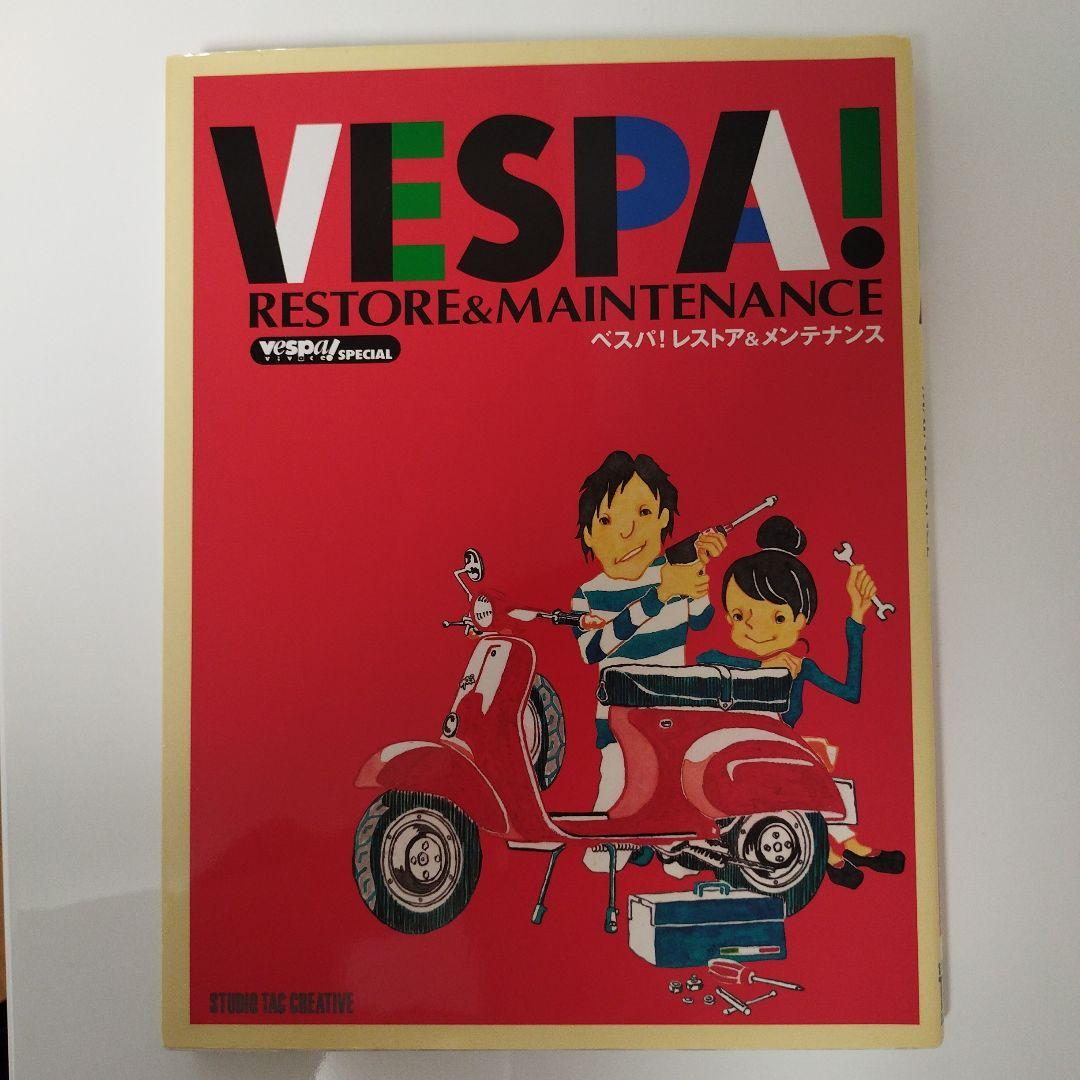 VESPA!
RESTORE&MAINTENANCE
ベスパ!レストア&メンテナンス
vespa!
vivace
SPECIAL
STUDIO TAC CREATIVE